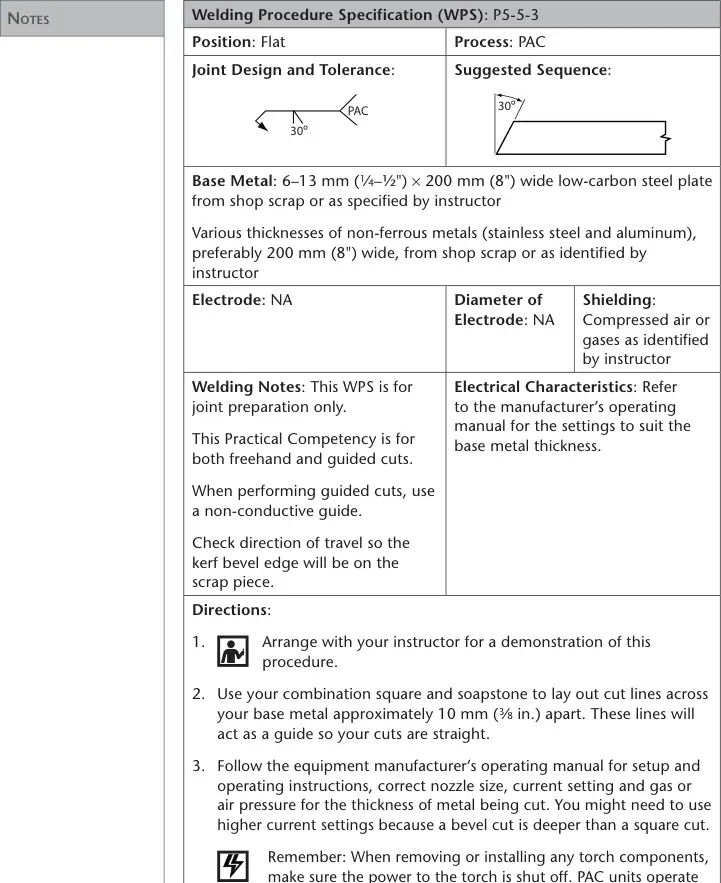 NOTES
Welding Procedure Specification (WPS): P5-5-3
Position: Flat
Process: PAC
Joint Design and Tolerance:
PAC
30º
Suggested Sequence:
30º
Base Metal: 6–13 mm (¼–½") × 200 mm (8") wide low-carbon steel plate
from shop scrap or as specified by instructor
Various thicknesses of non-ferrous metals (stainless steel and aluminum),
preferably 200 mm (8") wide, from shop scrap or as identified by
instructor
Electrode: NA
Diameter of
Electrode: NA
Shielding:
Compressed air or
gases as identified
by instructor
Welding Notes: This WPS is for
joint preparation only.
This Practical Competency is for
both freehand and guided cuts.
When performing guided cuts, use
a non-conductive guide.
Check direction of travel so the
kerf bevel edge will be on the
scrap piece.
Electrical Characteristics: Refer
to the manufacturer’s operating
manual for the settings to suit the
base metal thickness.
Directions:
1. Arrange with your instructor for a demonstration of this
procedure.
2. Use your combination square and soapstone to lay out cut lines across
your base metal approximately 10 mm (⅜ in.) apart. These lines will
act as a guide so your cuts are straight.
3. Follow the equipment manufacturer’s operating manual for setup and
operating instructions, correct nozzle size, current setting and gas or
air pressure for the thickness of metal being cut. You might need to use
higher current settings because a bevel cut is deeper than a square cut.
Remember: When removing or installing any torch components,
make sure the power to the torch is shut off. PAC units operate